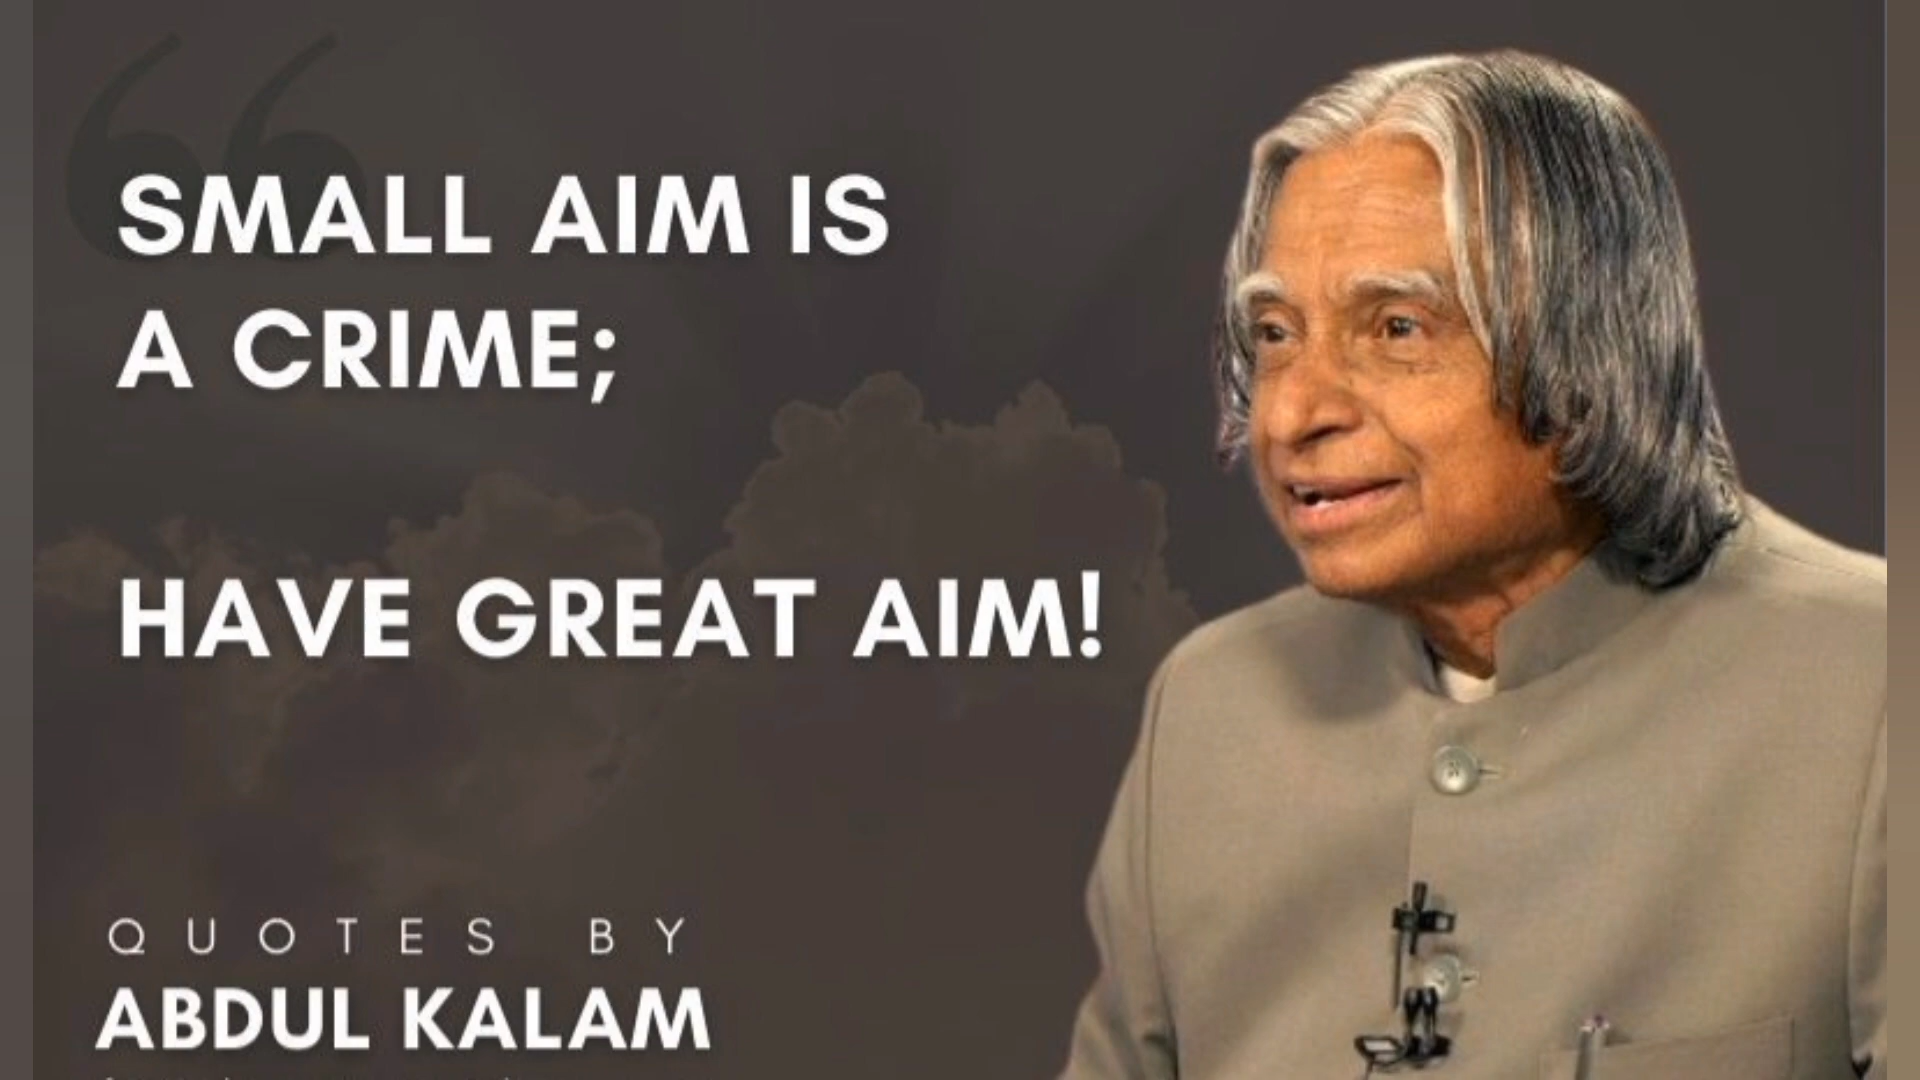 SMALL AIM IS
A CRIME;
HAVE GREAT AIM!
QUOTES BY
ABDUL KALAM